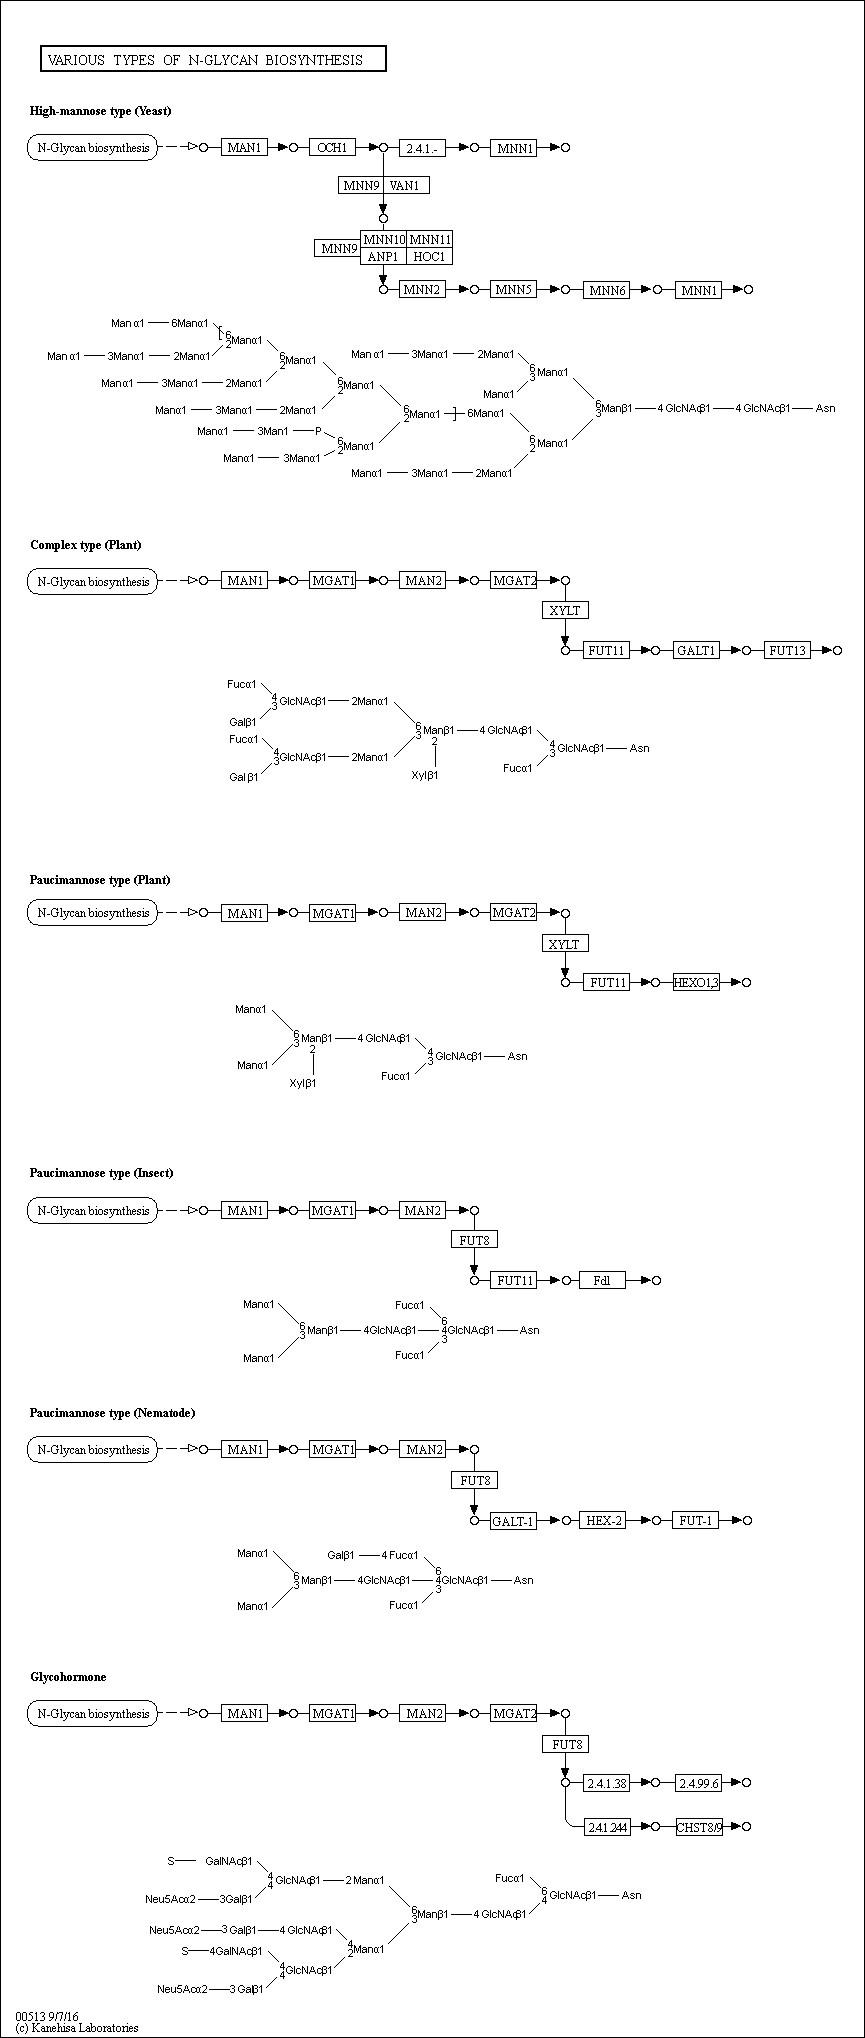 VARIOUS TYPES OF N-GLYCAN BIOSYNTHESIS
High-mannose type (Yeast)
N-Glycan biosynthesis MAN1 OCH1 2.4.1.- MNN1
MNN9 VAN1
MNN10 MNN11
MNN9
ANP1 HOC1
MNN2 MNN5 MNN6 MNN1
Manα1 6Manα1
[ 6 2 Manα1
Manα1 3Manα1 2Manα1
6 2 Manα1
Manα1 3Manα1 2Manα1
6 3 Manα1
Manα1 3Manα1 2Manα1
6 2 Manα1
Manα1
Manα1 3Manα1 2Manα1
6 2 Manα1 ] 6Manα1
6 3 Manβ1 4 GlcNAcβ1 4 GlcNAcβ1 Asn
Manα1 3Man1 P
6 2 Manα1
6 2 Manα1
Manα1 3Manα1
Manα1 3Manα1 2Manα1
Complex type (Plant)
N-Glycan biosynthesis MAN1 MGAT1 MAN2 MGAT2
XYLT
FUT11 GALT1 FUT13
Fucα1
4 3 GlcNAcβ1 2Manα1
Galβ1
6 3 Manβ1 4 GlcNAcβ1
2
Fucα1
4 3 GlcNAcβ1 Asn
4 3 GlcNAcβ1 2Manα1
Fucα1
Galβ1
Xylβ1
Paucimannose type (Plant)
N-Glycan biosynthesis MAN1 MGAT1 MAN2 MGAT2
XYLT
FUT11 HEXO1,3
Manα1
6 3 Manβ1 4 GlcNAcβ1
2
4 3 GlcNAcβ1 Asn
Manα1
Fucα1
Xylβ1
Paucimannose type (Insect)
N-Glycan biosynthesis MAN1 MGAT1 MAN2
FUT8
FUT11 Fdl
Manα1 Fucα1
6 3 Manβ1 4GlcNAcβ1 6 4 3 GlcNAcβ1 Asn
Manα1 Fucα1
Paucimannose type (Nematode)
N-Glycan biosynthesis MAN1 MGAT1 MAN2
FUT8
GALT-1 HEX-2 FUT-1
Manα1 Galβ1 4 Fucα1
6 3 Manβ1 4GlcNAcβ1 6 4 3 GlcNAcβ1 Asn
Manα1 Fucα1
Glycohormone
N-Glycan biosynthesis MAN1 MGAT1 MAN2 MGAT2
FUT8
2.4.1.38 2.4.99.6
2.4.1.244 CHST8/9
S GalNAcβ1
4 4 GlcNAcβ1 2 Manα1
Fucα1
6 4 GlcNAcβ1 Asn
Neu5Acα2 3Galβ1
6 3 Manβ1 4 GlcNAcβ1
Neu5Acα2 3 Galβ1 4 GlcNAcβ1
4 2 Manα1
S 4GalNAcβ1
4 4 GlcNAcβ1
Neu5Acα2 3 Galβ1
00513 9/7/16
(c) Kanehisa Laboratories